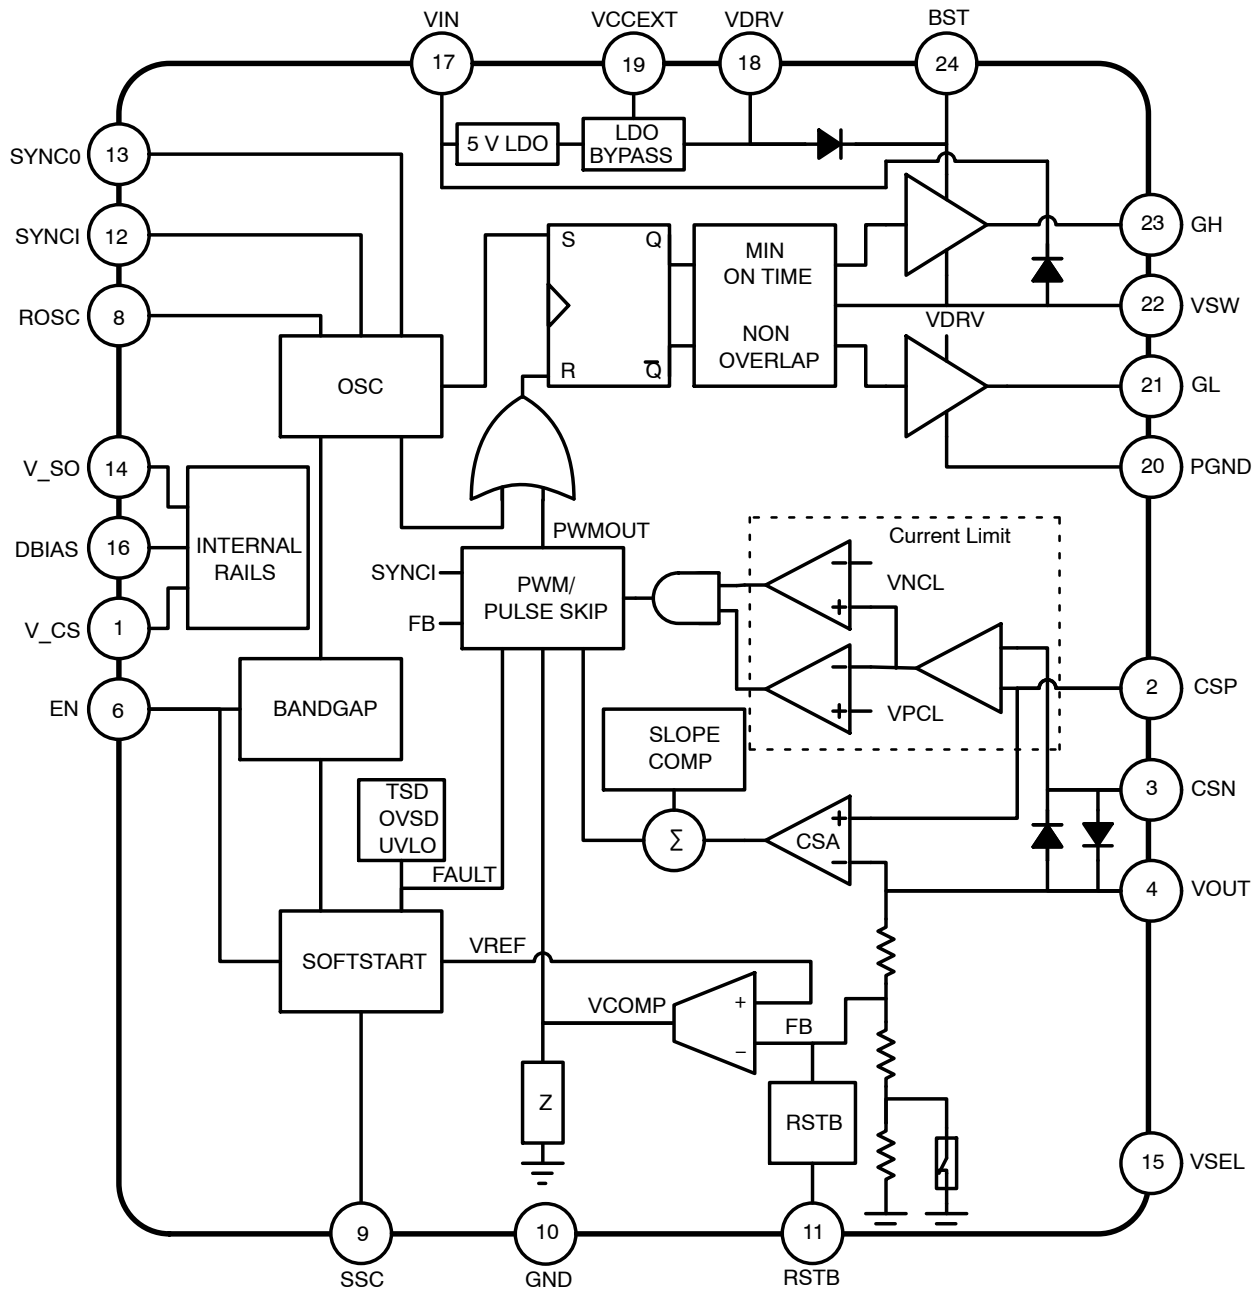 VIN
VCCEXT
VDRV
BST
17
19
18
24
5 V LDO
LDO
BYPASS
SYNC0
13
SYNCI
12
ROSC
8
S
Q
R
Q̅
MIN
ON TIME
NON
OVERLAP
VDRV
23
GH
22
VSW
21
GL
20
PGND
OSC
V_SO
14
DBIAS
16
V_CS
1
INTERNAL
RAILS
EN
6
PWMOUT
SYNCI
FB
PWM/
PULSE SKIP
Current Limit
−
VNCL
+
−
VPCL
+
2
CSP
BANDGAP
SLOPE
COMP
3
CSN
TSD
OVSD
UVLO
Σ
CSA
+
−
FAULT
4
VOUT
SOFTSTART
VREF
VCOMP
+
−
FB
Z
RSTB
15
VSEL
9
10
11
SSC
GND
RSTB